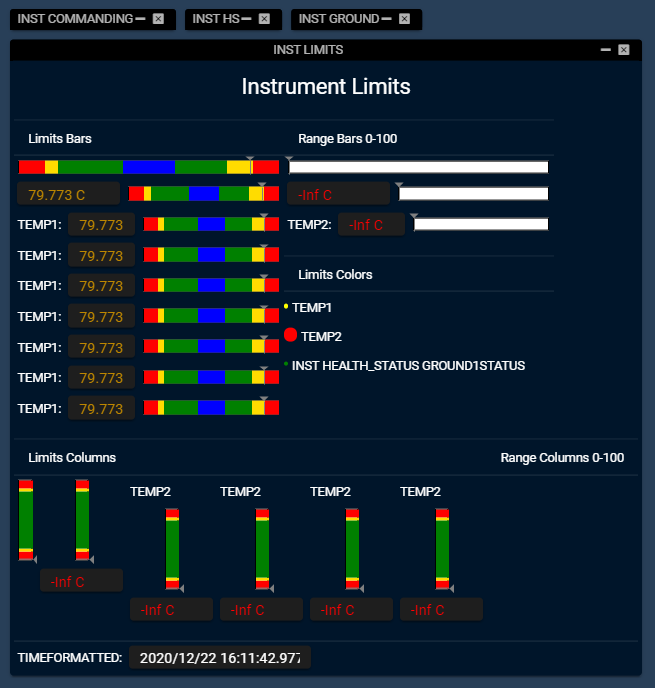 INST COMMANDING
INST HS
INST GROUND
INST LIMITS
Instrument Limits
Limits Bars
Range Bars 0-100
79.773 C
-Inf C
TEMP1: 79.773
TEMP2: -Inf C
TEMP1: 79.773
Limits Colors
TEMP1: 79.773
TEMP1
TEMP1: 79.773
TEMP2
TEMP1: 79.773
INST HEALTH_STATUS GROUND1STATUS
TEMP1: 79.773
TEMP1: 79.773
Limits Columns
Range Columns 0-100
TEMP2 TEMP2 TEMP2 TEMP2
-Inf C
-Inf C -Inf C -Inf C -Inf C
TIMEFORMATTED: 2020/12/22 16:11:42.977